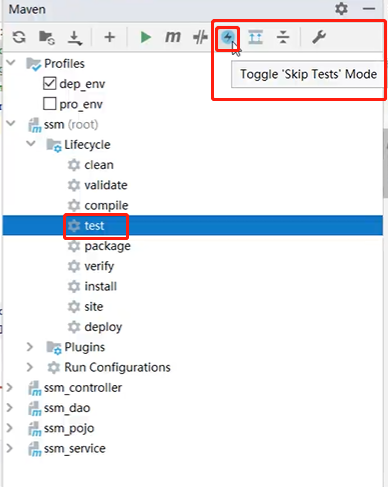 Maven
m
Toggle 'Skip Tests' Mode
Profiles
dep_env
pro_env
ssm (root)
Lifecycle
clean
validate
compile
test
package
verify
install
site
deploy
Plugins
Run Configurations
ssm_controller
ssm_dao
ssm_pojo
ssm_service